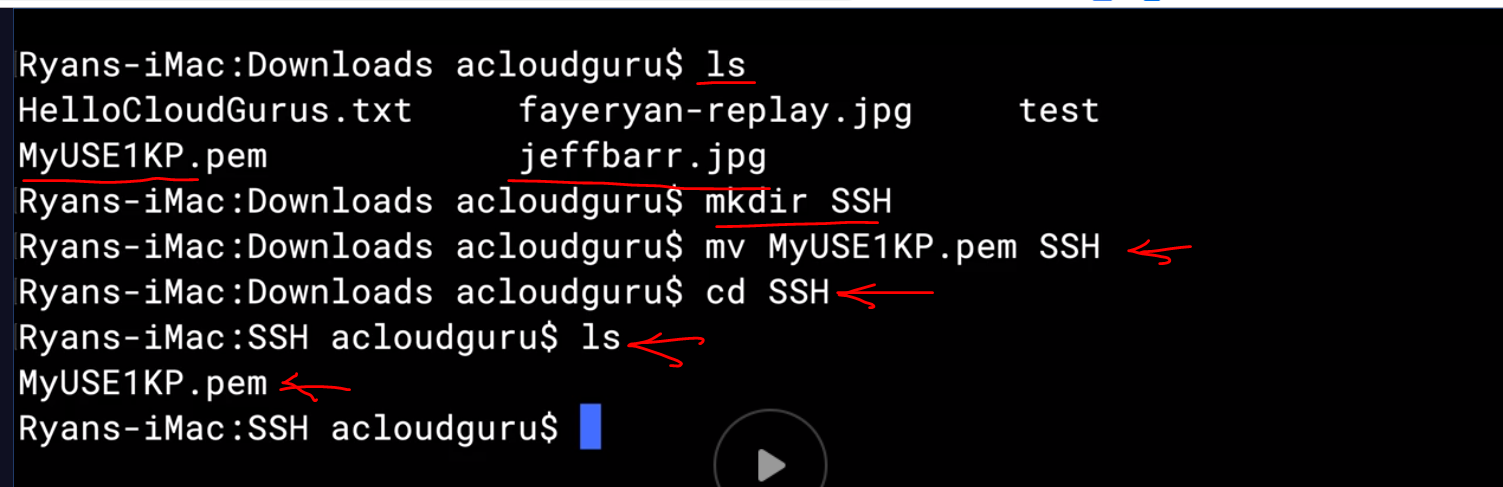 Ryans-iMac:Downloads acloudguru$ ls
HelloCloudGurus.txt fayeryan-replay.jpg test
MyUSE1KP.pem jeffbarr.jpg
Ryans-iMac:Downloads acloudguru$ mkdir SSH
Ryans-iMac:Downloads acloudguru$ mv MyUSE1KP.pem SSH
Ryans-iMac:Downloads acloudguru$ cd SSH
Ryans-iMac:SSH acloudguru$ ls
MyUSE1KP.pem
Ryans-iMac:SSH acloudguru$